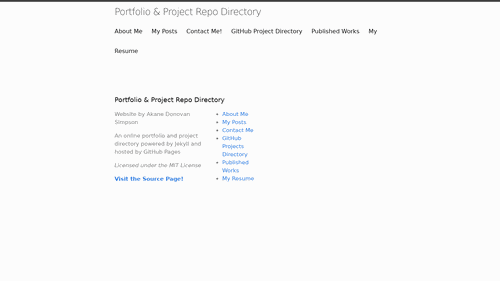 Portfolio & Project Repo Directory
About Me My Posts Contact Me! GitHub Project Directory Published Works My
Resume
Portfolio & Project Repo Directory
Website by Akane Donovan
Simpson
An online portfolio and project
directory powered by Jekyll and
hosted by GitHub Pages
Licensed under the MIT License
Visit the Source Page!
About Me
My Posts
Contact Me
GitHub
Projects
Directory
Published
Works
My Resume